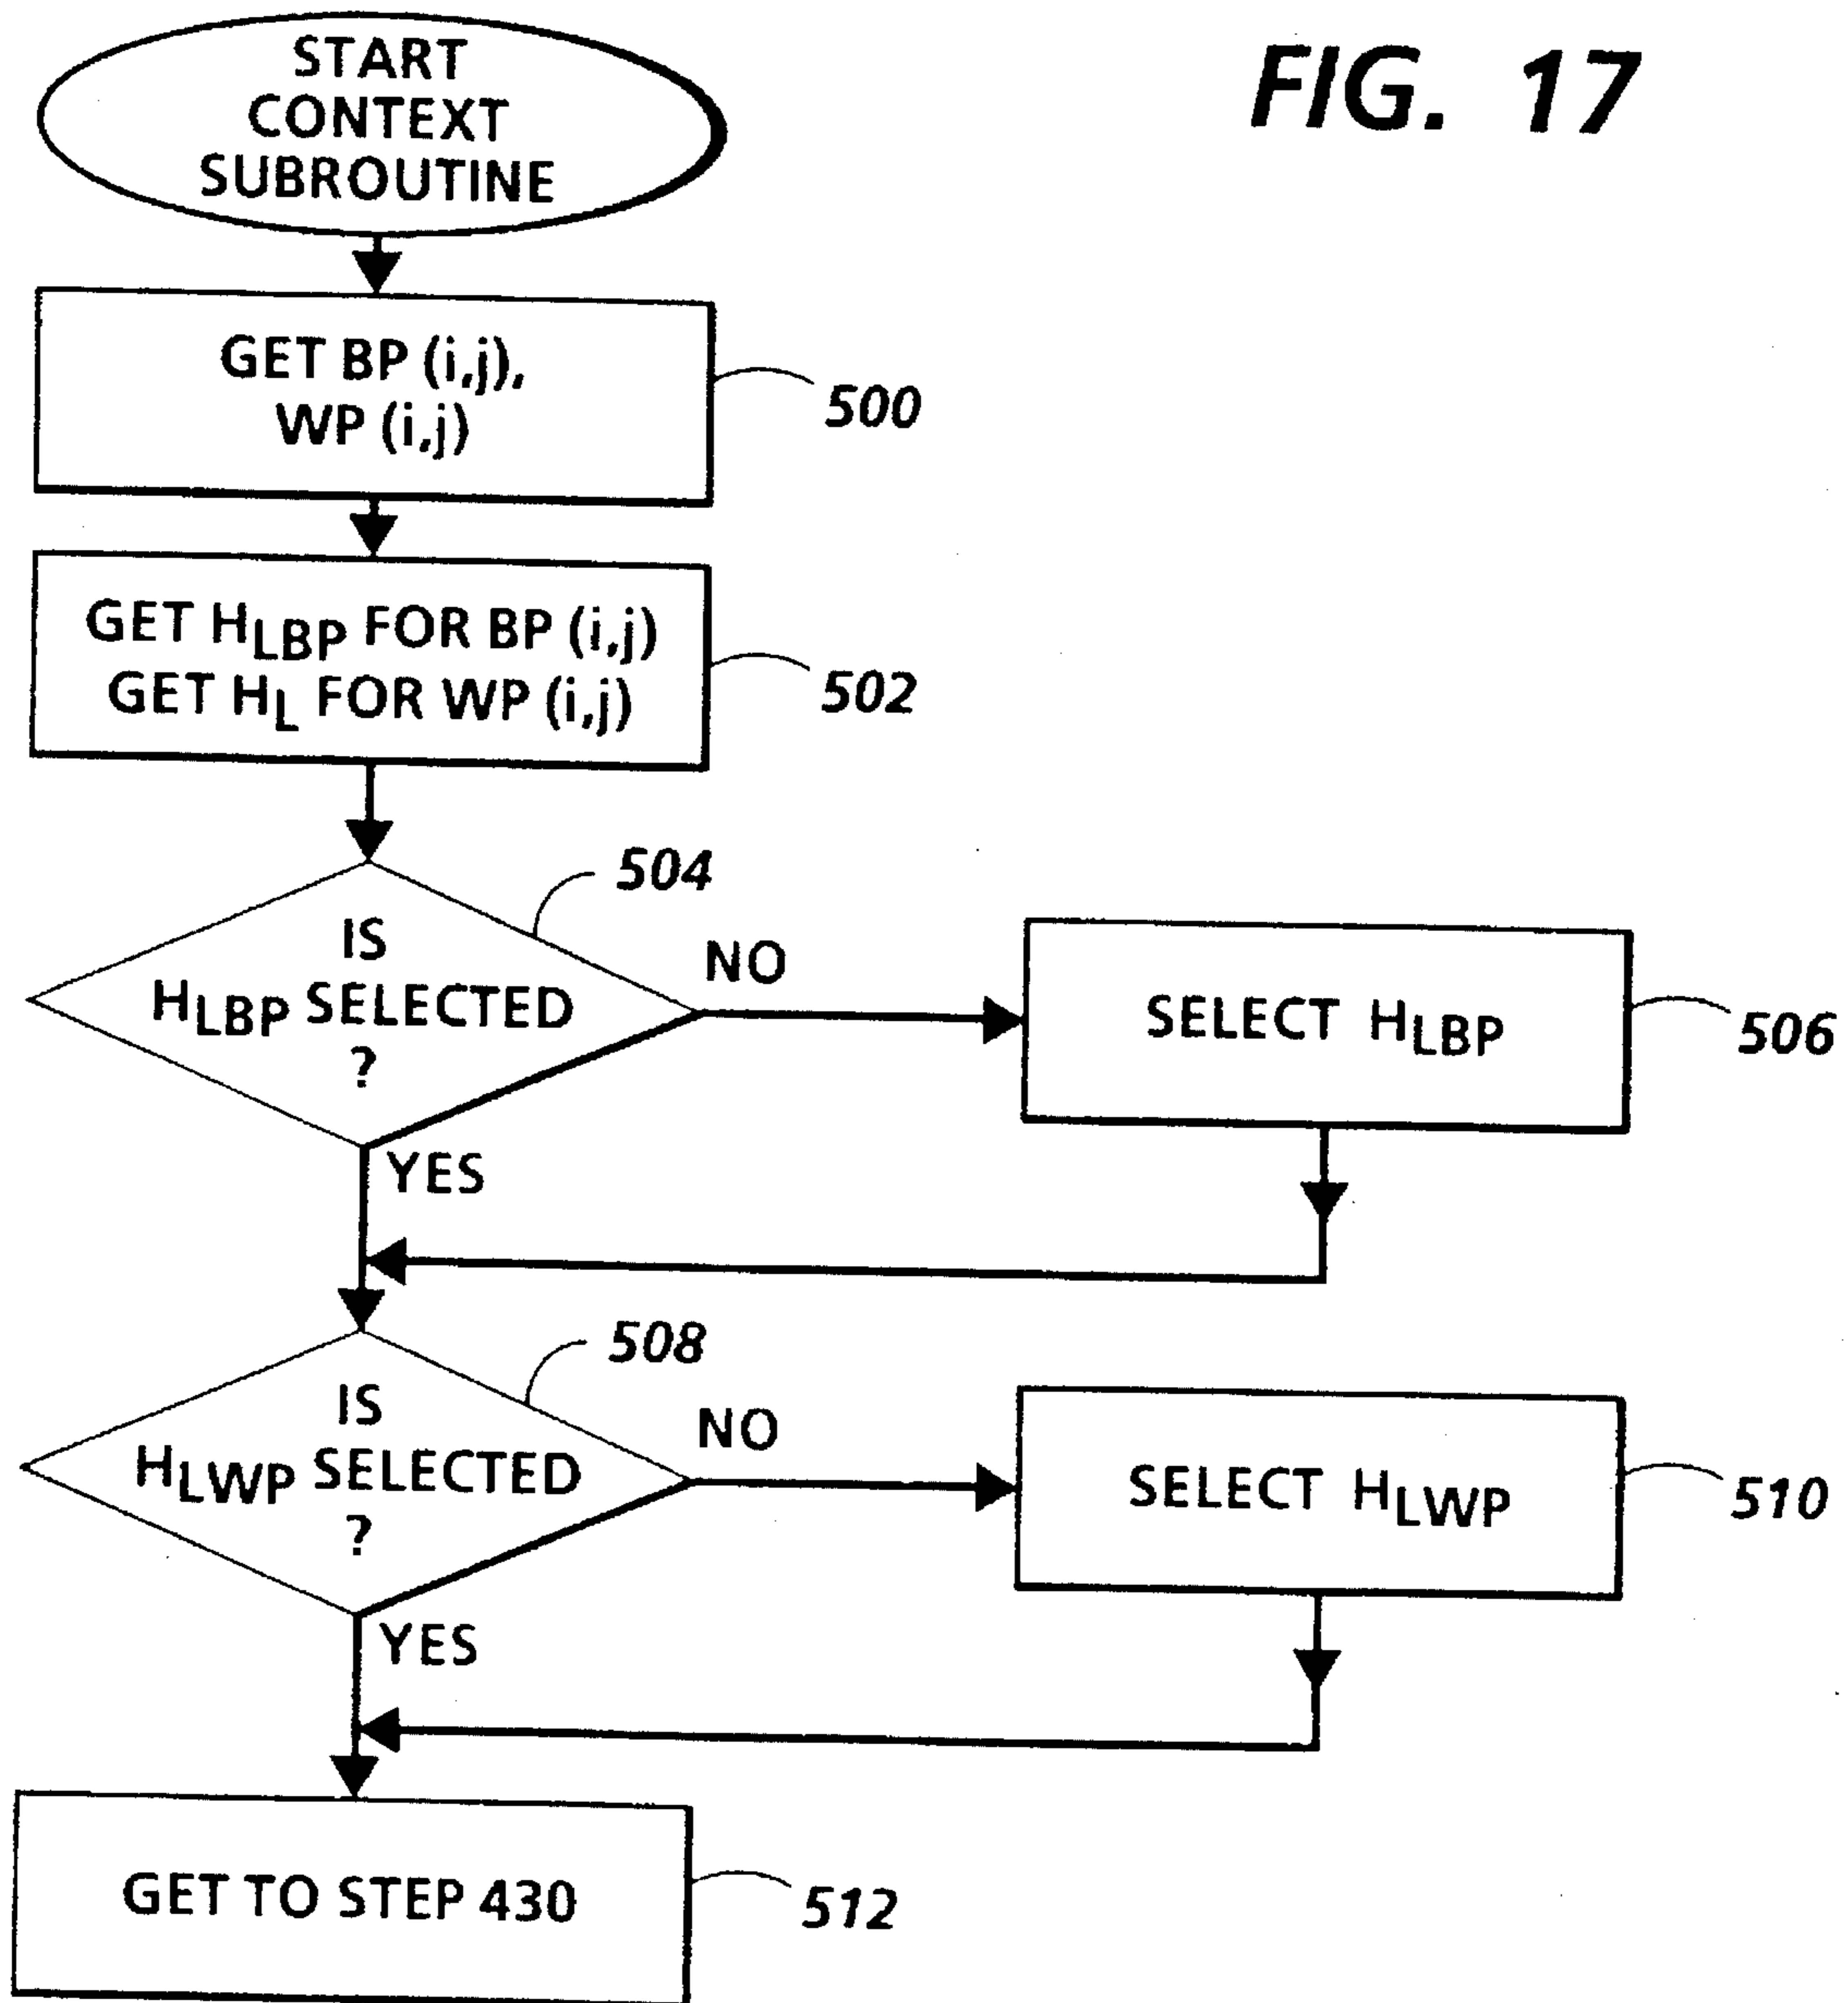 FIG. 17
START
CONTEXT
SUBROUTINE
GET BP (i,j),
WP (i,j)
500
GET HLBP FOR BP (i,j)
GET HL FOR WP (i,j)
502
504
IS
HLBP SELECTED
?
NO
YES
SELECT HLBP
506
508
IS
HLWP SELECTED
?
NO
YES
SELECT HLWP
510
GET TO STEP 430
512